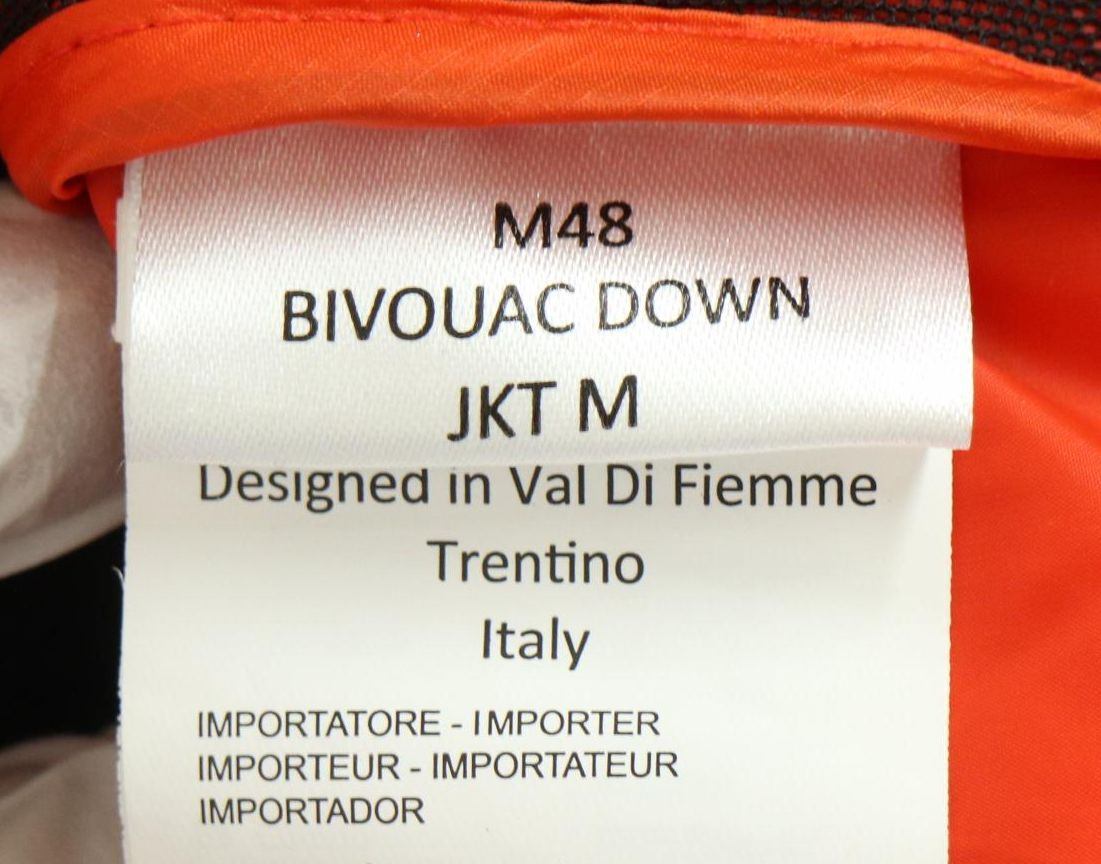 M48
BIVOUAC DOWN
JKT M
Designed in Val Di Fiemme
Trentino
Italy
IMPORTATORE - IMPORTER
IMPORTEUR - IMPORTATEUR
IMPORTADOR